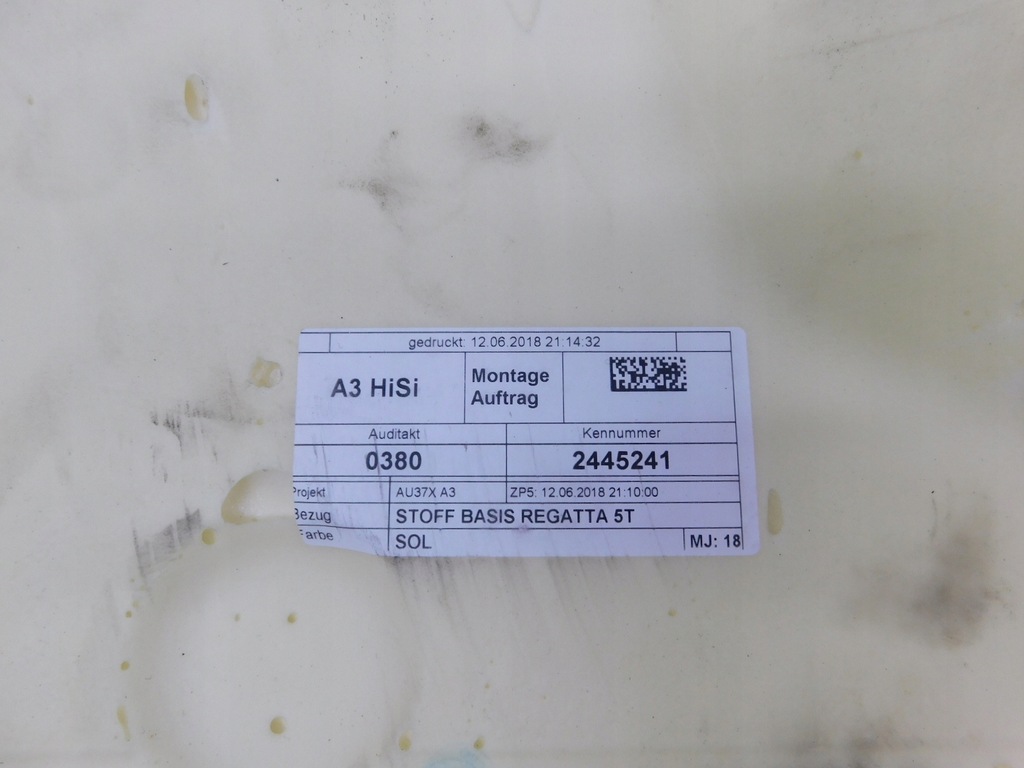 gedruckt: 12.06.2018 21:14:32
A3 HiSi
Montage
Auftrag
Auditakt
Kennummer
0380
2445241
Projekt
AU37X A3
ZP5: 12.06.2018 21:10:00
Bezug
STOFF BASIS REGATTA 5T
Farbe
SOL
MJ: 18